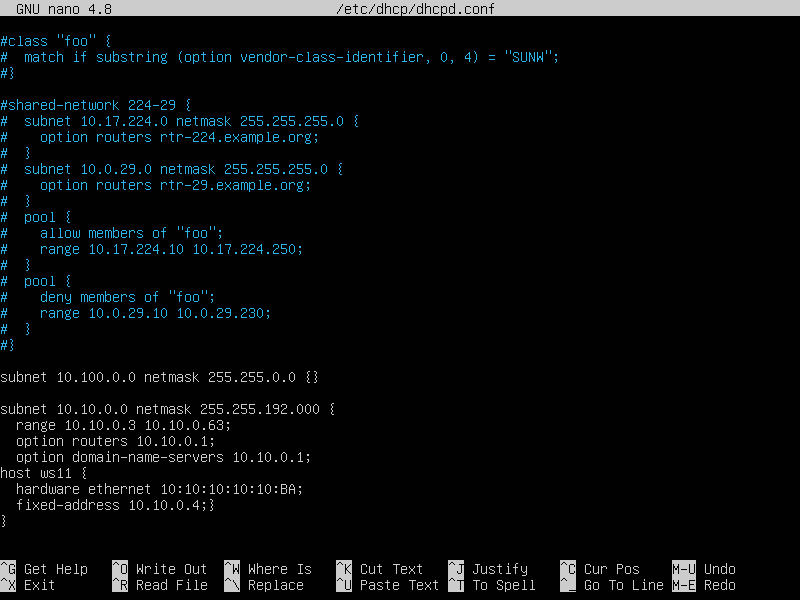 GNU nano 4.8 /etc/dhcp/dhcpd.conf
#class "foo" {
#  match if substring (option vendor-class-identifier, 0, 4) = "SUNW";
#}
#shared-network 224-29 {
#  subnet 10.17.224.0 netmask 255.255.255.0 {
#    option routers rtr-224.example.org;
#  }
#  subnet 10.0.29.0 netmask 255.255.255.0 {
#    option routers rtr-29.example.org;
#  }
#  pool {
#    allow members of "foo";
#    range 10.17.224.10 10.17.224.250;
#  }
#  pool {
#    deny members of "foo";
#    range 10.0.29.10 10.0.29.230;
#  }
#}
subnet 10.100.0.0 netmask 255.255.0.0 {}
subnet 10.10.0.0 netmask 255.255.192.000 {
  range 10.10.0.3 10.10.0.63;
  option routers 10.10.0.1;
  option domain-name-servers 10.10.0.1;
host ws11 {
  hardware ethernet 10:10:10:10:10:BA;
  fixed-address 10.10.0.4;}
}
^G Get Help ^O Write Out ^W Where Is ^K Cut Text ^J Justify ^C Cur Pos M-U Undo
^X Exit ^R Read File ^\ Replace ^U Paste Text ^T To Spell ^_ Go To Line M-E Redo